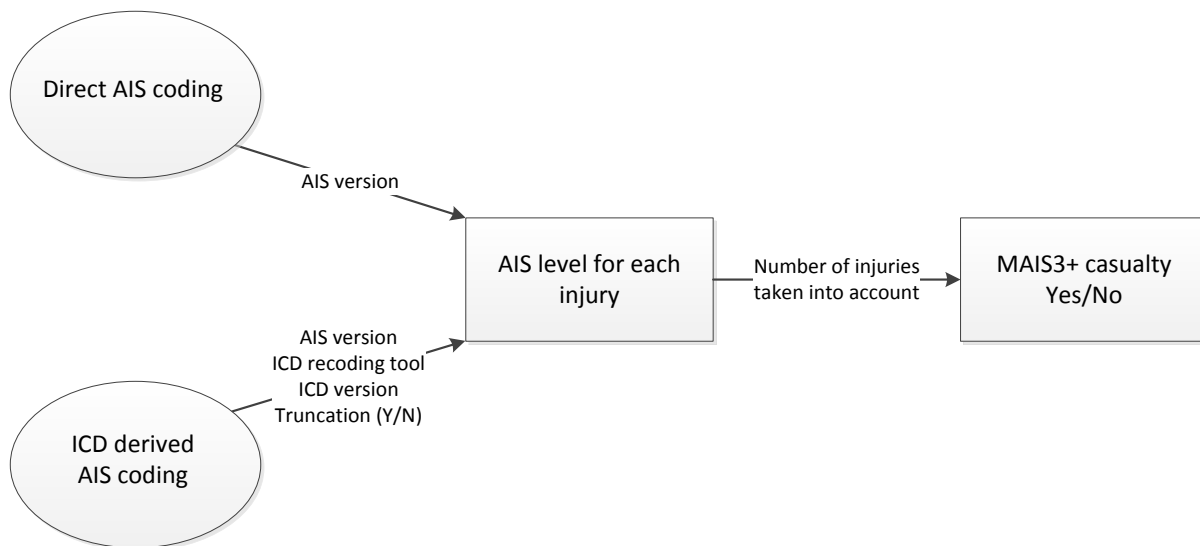 Direct AIS coding
AIS version
AIS level for each
injury
Number of injuries
taken into account
MAIS3+ casualty
Yes/No
AIS version
ICD recoding tool
ICD version
Truncation (Y/N)
ICD derived
AIS coding